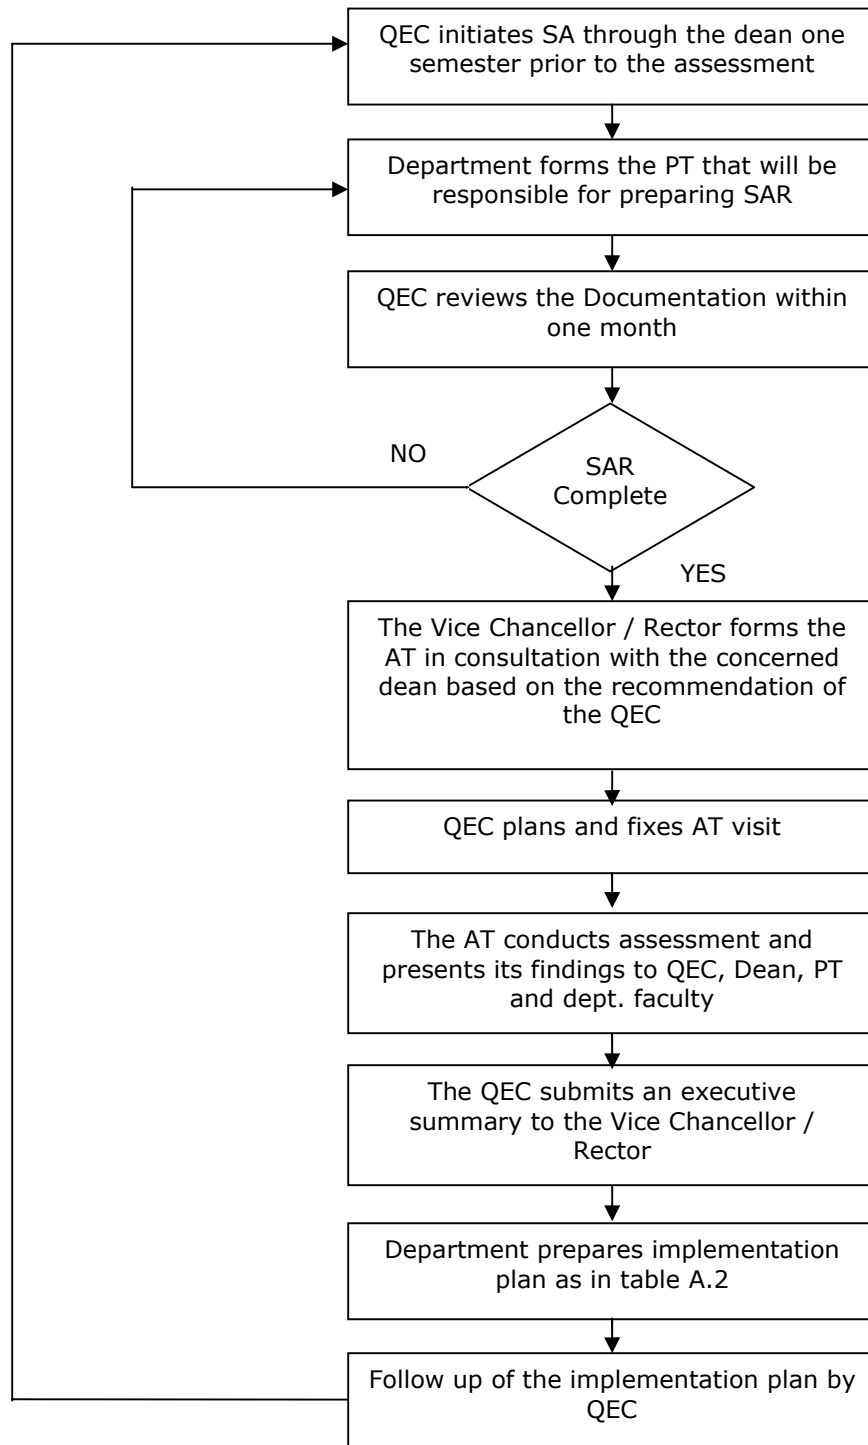 QEC initiates SA through the dean one
semester prior to the assessment
Department forms the PT that will be
responsible for preparing SAR
QEC reviews the Documentation within
one month
NO
SAR
Complete
YES
The Vice Chancellor / Rector forms the
AT in consultation with the concerned
dean based on the recommendation of
the QEC
QEC plans and fixes AT visit
The AT conducts assessment and
presents its findings to QEC, Dean, PT
and dept. faculty
The QEC submits an executive
summary to the Vice Chancellor /
Rector
Department prepares implementation
plan as in table A.2
Follow up of the implementation plan by
QEC